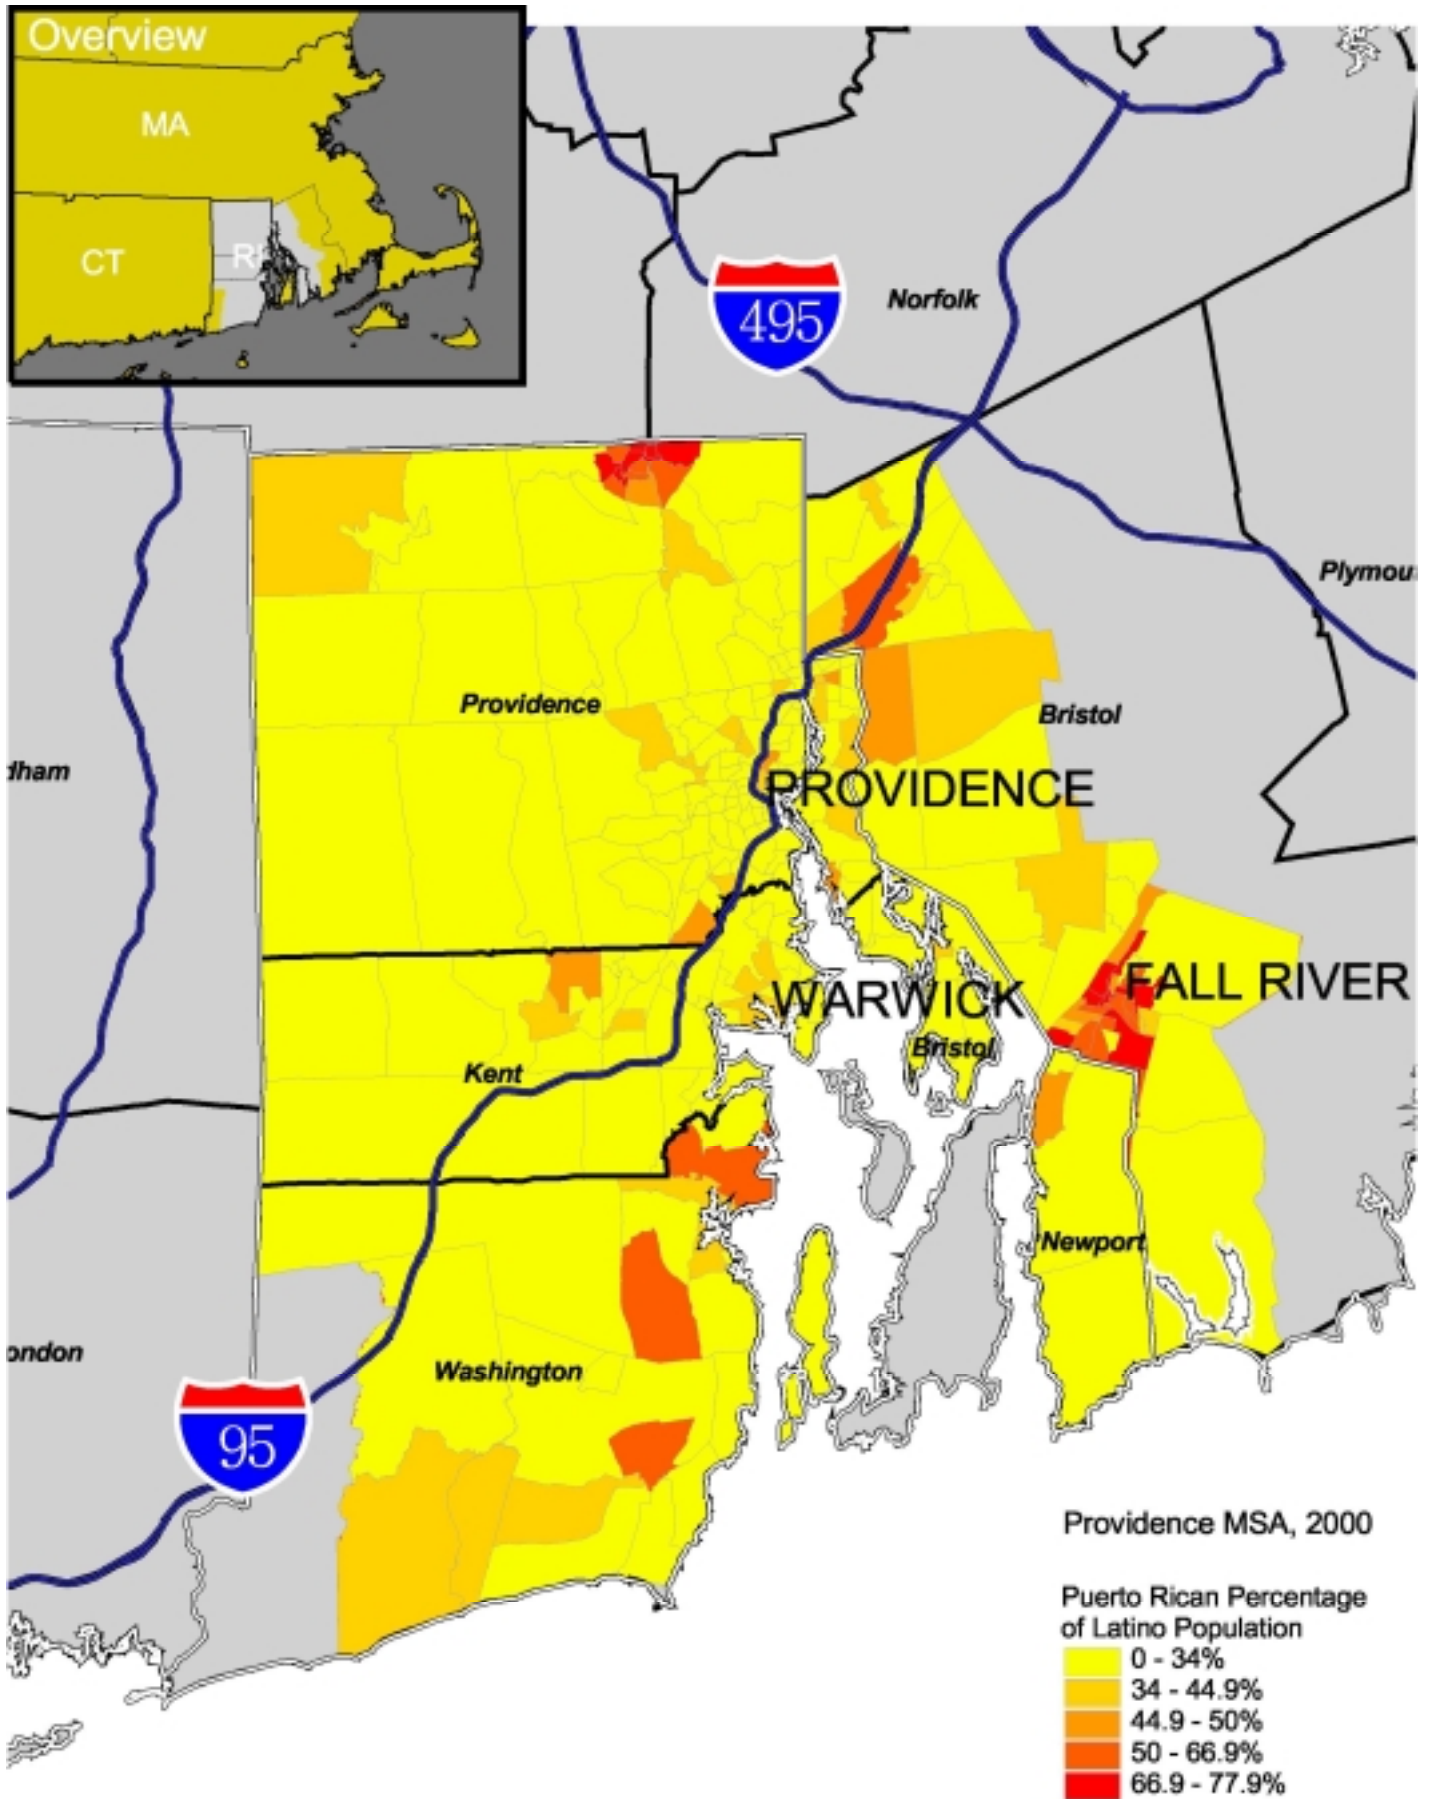 Overview
MA
CT
RI
495
Norfolk
Plymou
Providence
Bristol
dham
PROVIDENCE
FALL RIVER
WARWICK
Bristol
Kent
Newport
ondon
Washington
95
Providence MSA, 2000
Puerto Rican Percentage
of Latino Population
0 - 34%
34 - 44.9%
44.9 - 50%
50 - 66.9%
66.9 - 77.9%